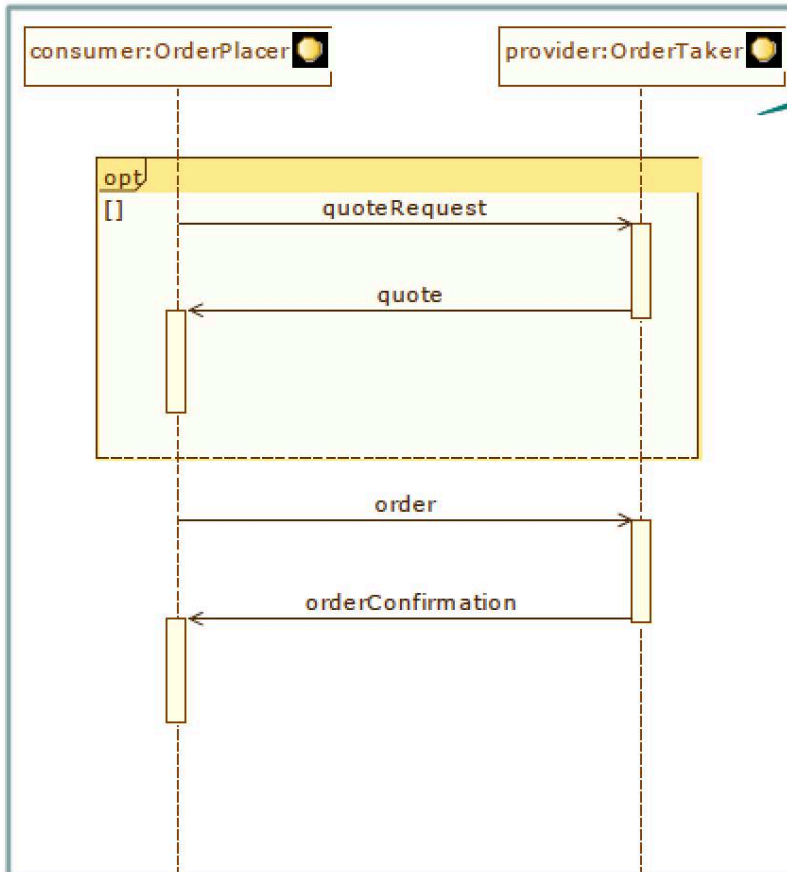 consumer:OrderPlacer
provider:OrderTaker
opt
[]
quoteRequest
quote
order
orderConfirmation